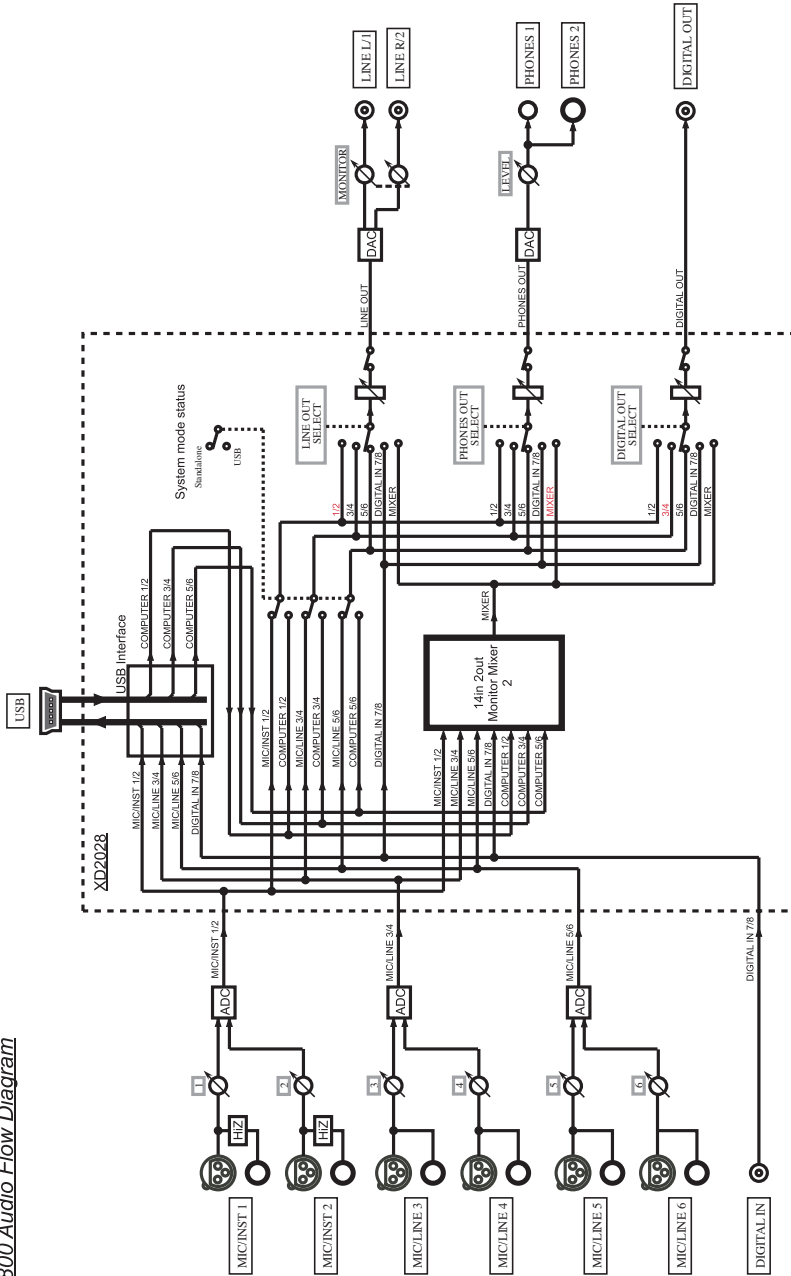 Audio Flow Diagram
USB
XD2028
USB Interface
System mode status
Standalone
USB
MIC/INST 1
HiZ
1
MIC/INST 2
HiZ
2
ADC
MIC/INST 1/2
MIC/LINE 3
3
MIC/LINE 4
4
ADC
MIC/LINE 3/4
MIC/LINE 5
5
MIC/LINE 6
6
ADC
MIC/LINE 5/6
DIGITAL IN
DIGITAL IN 7/8
MIC/INST 1/2
MIC/LINE 3/4
MIC/LINE 5/6
DIGITAL IN 7/8
COMPUTER 1/2
COMPUTER 3/4
COMPUTER 5/6
MIC/INST 1/2
COMPUTER 1/2
MIC/LINE 3/4
COMPUTER 3/4
MIC/LINE 5/6
COMPUTER 5/6
DIGITAL IN 7/8
MIC/INST 1/2
MIC/LINE 3/4
MIC/LINE 5/6
DIGITAL IN 7/8
COMPUTER 1/2
COMPUTER 3/4
COMPUTER 5/6
14in 2out
Monitor Mixer
2
MIXER
LINE OUT
SELECT
1/2
3/4
5/6
DIGITAL IN 7/8
MIXER
LINE OUT
DAC
MONITOR
LINE L/1
LINE R/2
PHONES OUT
SELECT
1/2
3/4
5/6
DIGITAL IN 7/8
MIXER
PHONES OUT
DAC
LEVEL
PHONES 1
PHONES 2
DIGITAL OUT
SELECT
1/2
3/4
5/6
DIGITAL IN 7/8
MIXER
DIGITAL OUT
DIGITAL OUT